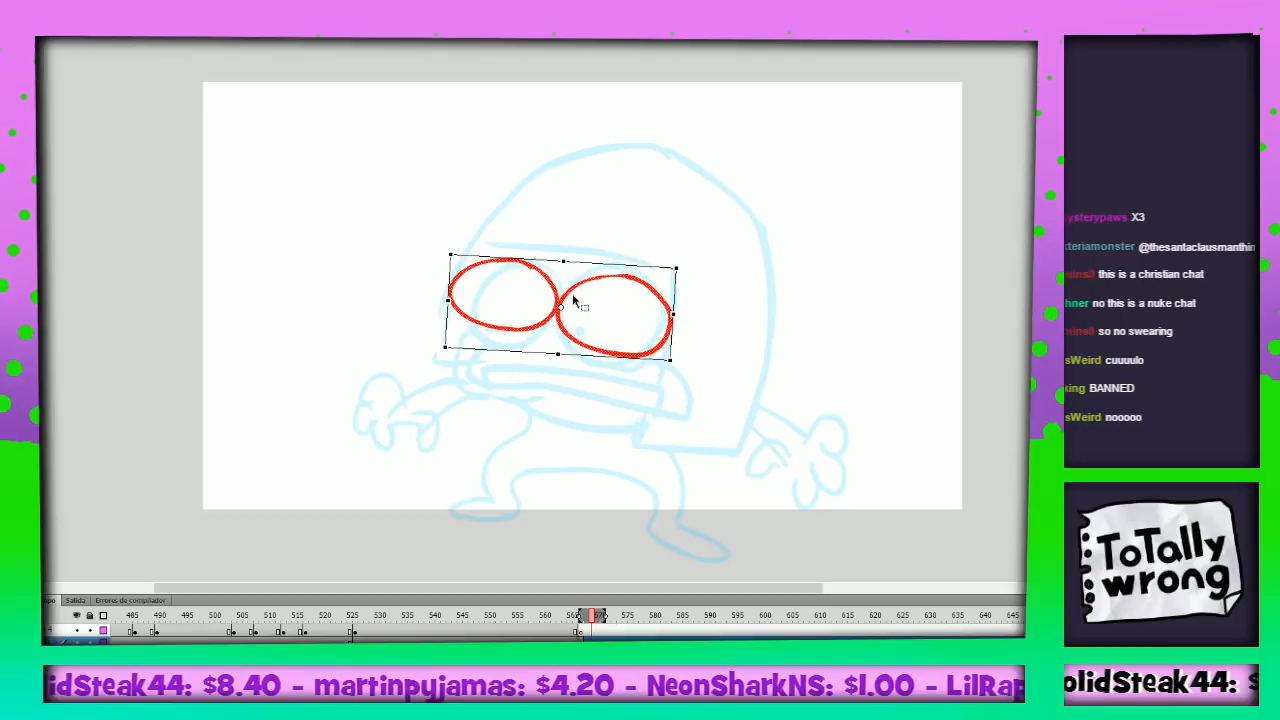 ysterypaws X3
kteriamonster @thesantaclausmanthin
this is a christian chat
hner no this is a nuke chat
so no swearing
sWeird cuuuulo
king BANNED
sWeird nooooo
ToTally
wrong
Salida Errores de compilador
485 490 495 500 505 510 515 520 525 530 535 540 545 550 555 560 575 580 585 590 595 600 605 610 615 620 625 630 635 640 645
idSteak44: $8.40 - martinpyjamas: $4.20 - NeonSharkNS: $1.00 - LilRap
olidSteak44: $